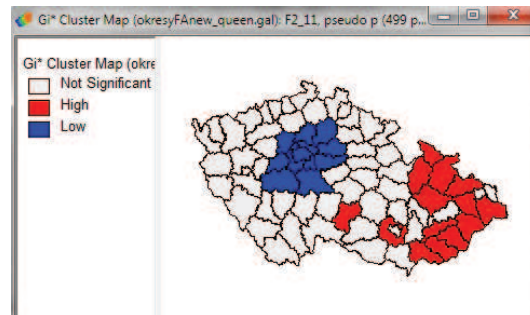 Gi* Cluster Map (okresyFAnew_queen.gal): F2_11, pseudo p (499 p...
Gi* Cluster Map (okre
Not Significant
High
Low